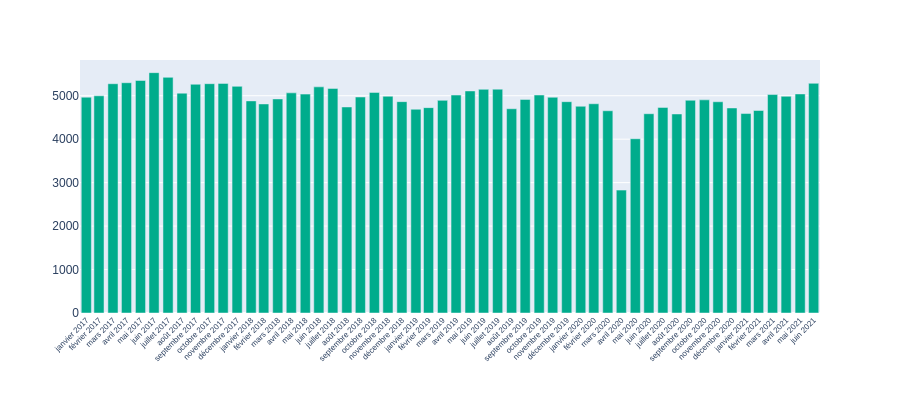 5000
4000
3000
2000
1000
0
janvier 2017
février 2017
mars 2017
avril 2017
mai 2017
juin 2017
juillet 2017
août 2017
septembre 2017
octobre 2017
novembre 2017
décembre 2017
janvier 2018
février 2018
mars 2018
avril 2018
mai 2018
juin 2018
juillet 2018
août 2018
septembre 2018
octobre 2018
novembre 2018
décembre 2018
janvier 2019
février 2019
mars 2019
avril 2019
mai 2019
juin 2019
juillet 2019
août 2019
septembre 2019
octobre 2019
novembre 2019
décembre 2019
janvier 2020
février 2020
mars 2020
avril 2020
mai 2020
juin 2020
juillet 2020
août 2020
septembre 2020
octobre 2020
novembre 2020
décembre 2020
janvier 2021
février 2021
mars 2021
avril 2021
mai 2021
juin 2021